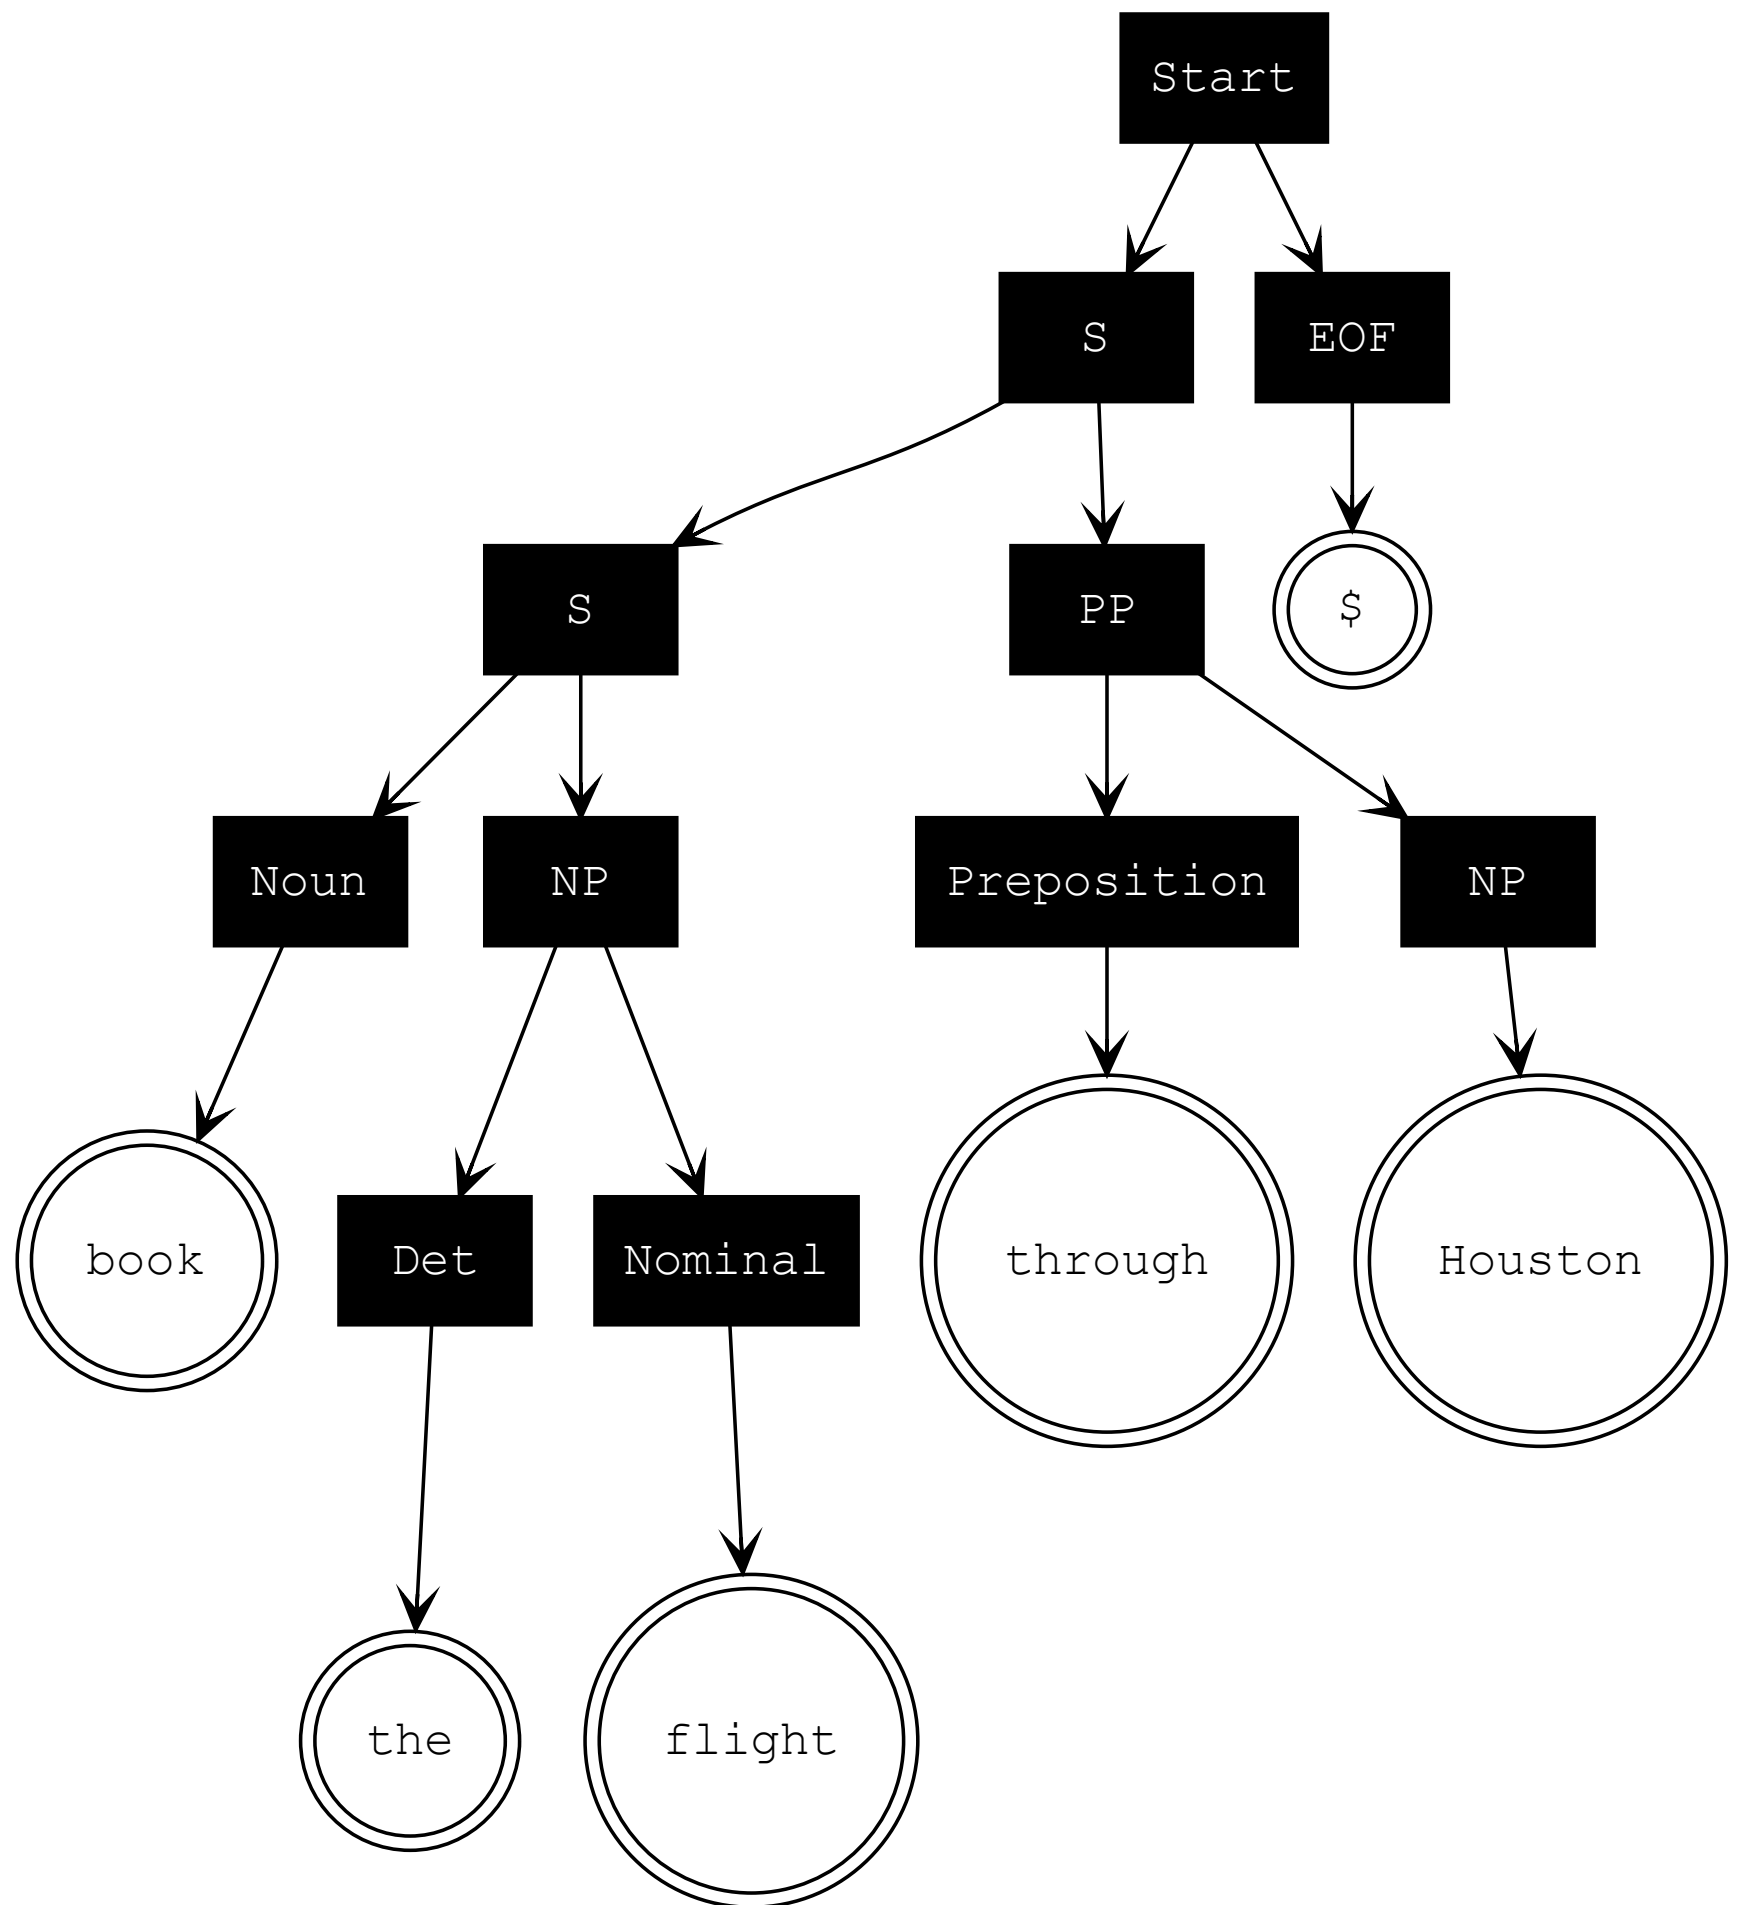 Start
S EOF
S PP $
Noun NP Preposition NP
book Det Nominal through Houston
the flight